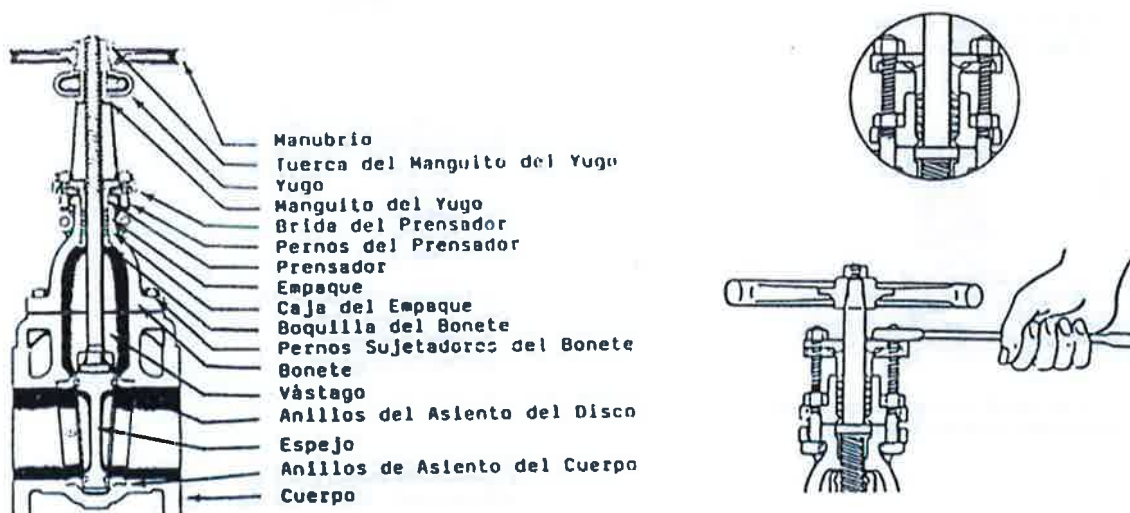 Manubrio
Tuerca del Manguito del Yugo
Yugo
Manguito del Yugo
Brida del Prensador
Pernos del Prensador
Prensador
Empaque
Caja del Empaque
Boquilla del Bonete
Pernos Sujetadores del Bonete
Bonete
Vàstago
Anillos del Asiento del Disco
Espejo
Anillos de Asiento del Cuerpo
Cuerpo